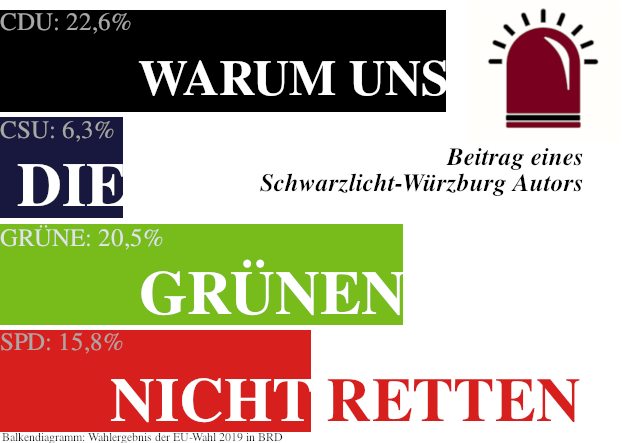 CDU: 22,6%
WARUM UNS
CSU: 6,3%
DIE
Beitrag eines
Schwarzlicht-Würzburg Autors
GRÜNE: 20,5%
GRÜNEN
SPD: 15,8%
NICHT RETTEN
Balkendiagramm: Wahlergebnis der EU-Wahl 2019 in BRD